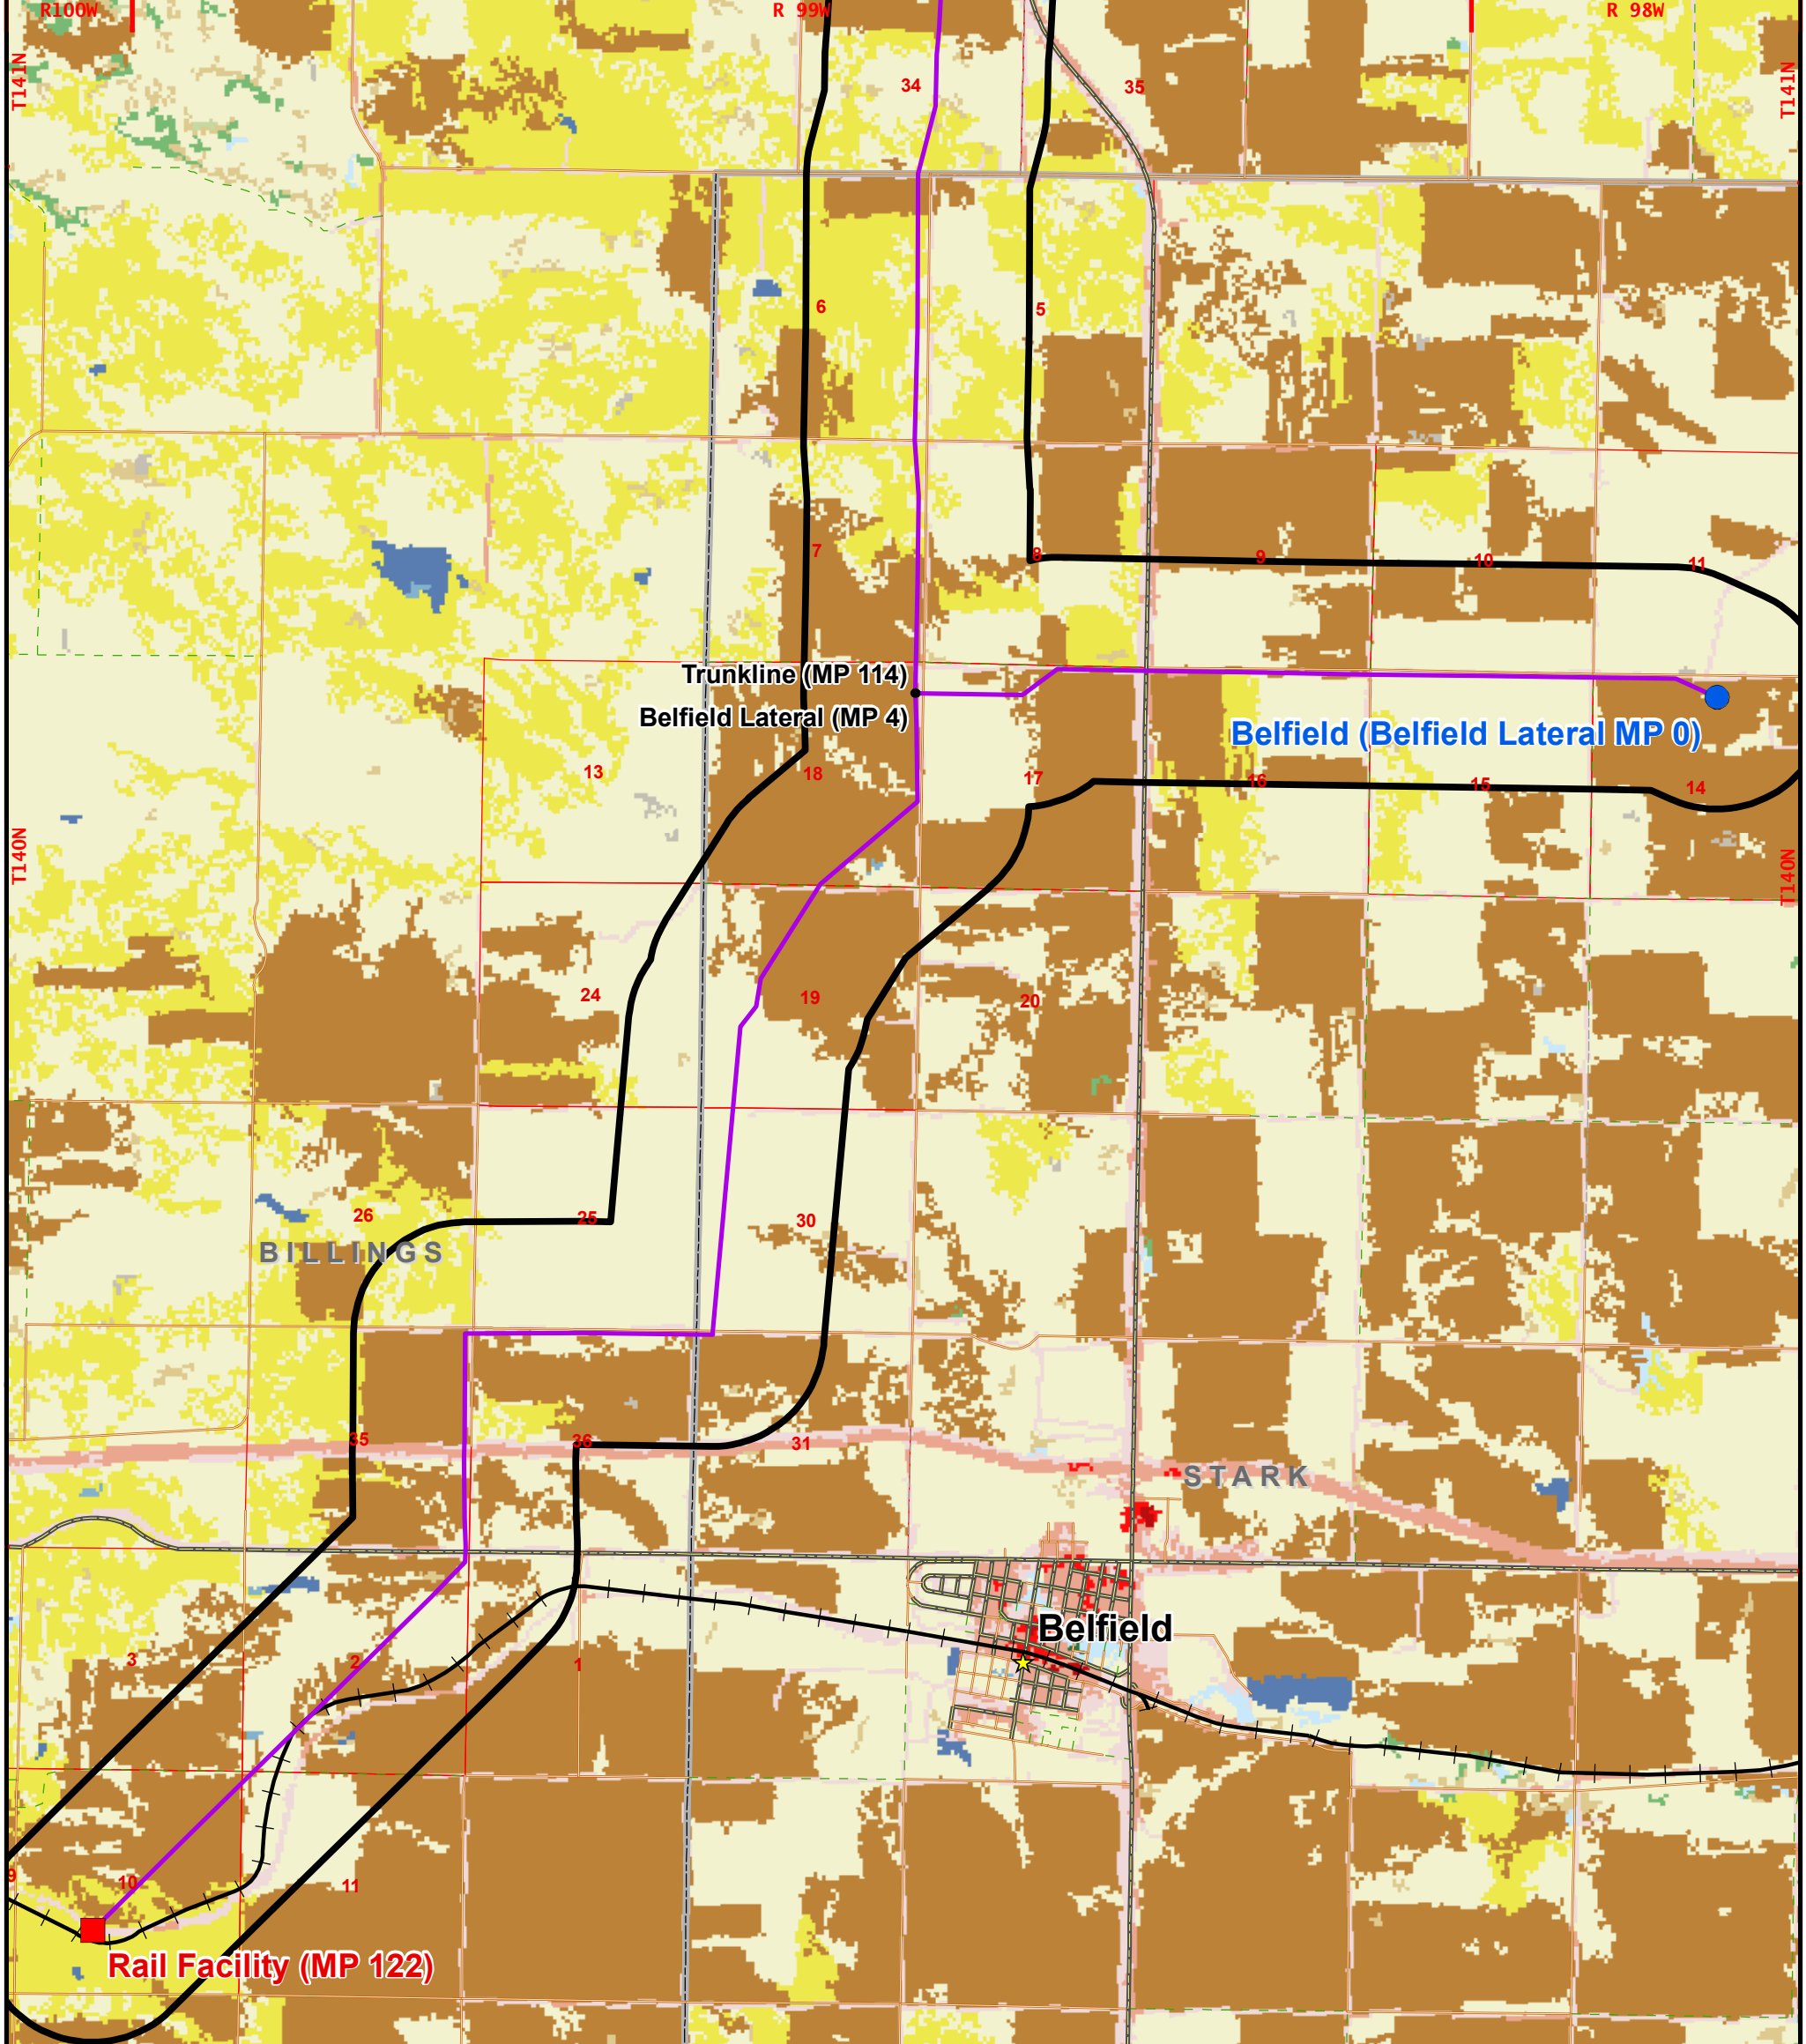 R100W
R 99W
R 98W
T141N
T141N
34
35
6
5
7
8
9
10
11
Trunkline (MP 114)
Belfield Lateral (MP 4)
Belfield (Belfield Lateral MP 0)
13
18
17
16
15
14
T140N
T140N
24
19
20
26
25
30
BILLINGS
35
36
31
STARK
Belfield
3
2
1
9
10
11
Rail Facility (MP 122)